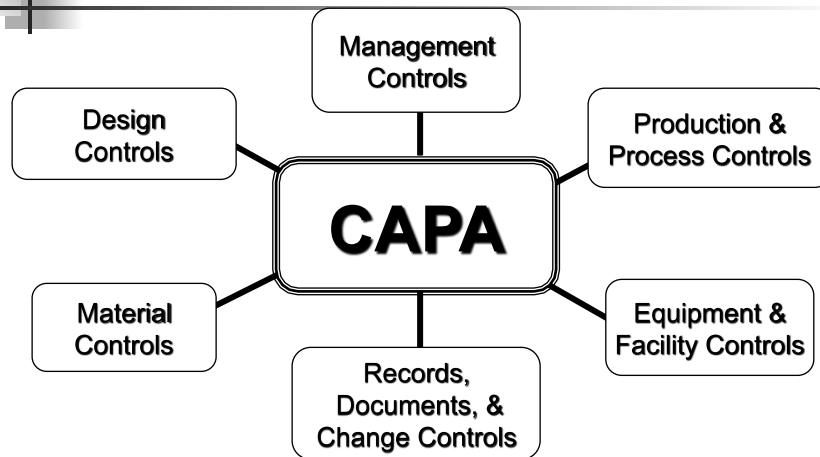 Management
Controls
Design
Controls
Production &
Process Controls
CAPA
Material
Controls
Equipment &
Facility Controls
Records,
Documents, &
Change Controls